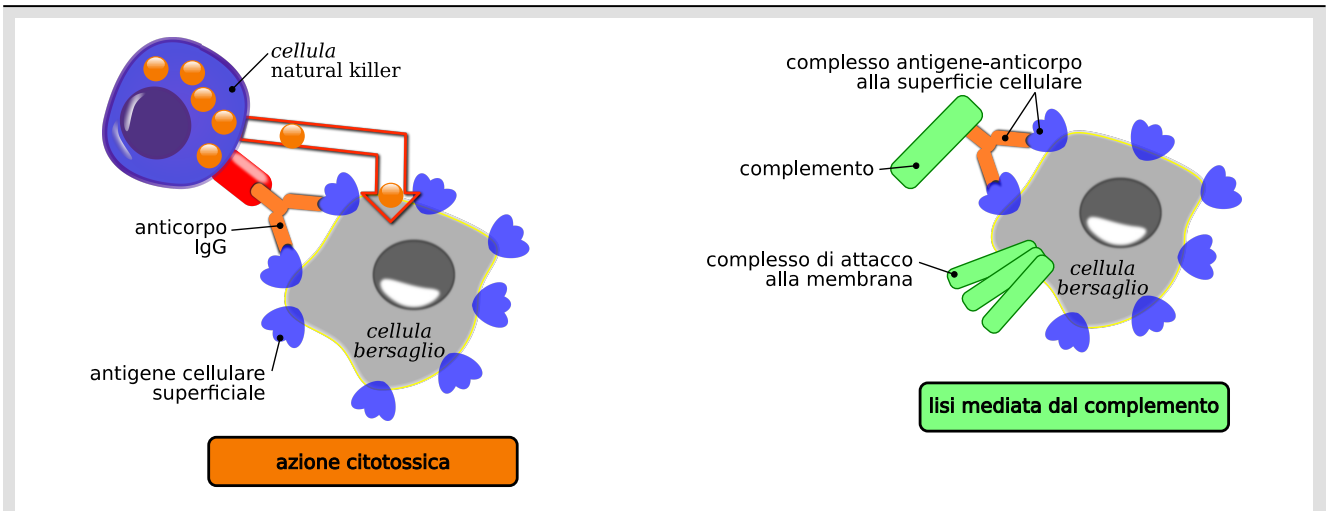 cellula
natural killer
anticorpo
IgG
antigene cellulare
superficiale
cellula
bersaglio
azione citotossica
complesso antigene-anticorpo
alla superficie cellulare
complemento
complesso di attacco
alla membrana
cellula
bersaglio
lisi mediata dal complemento